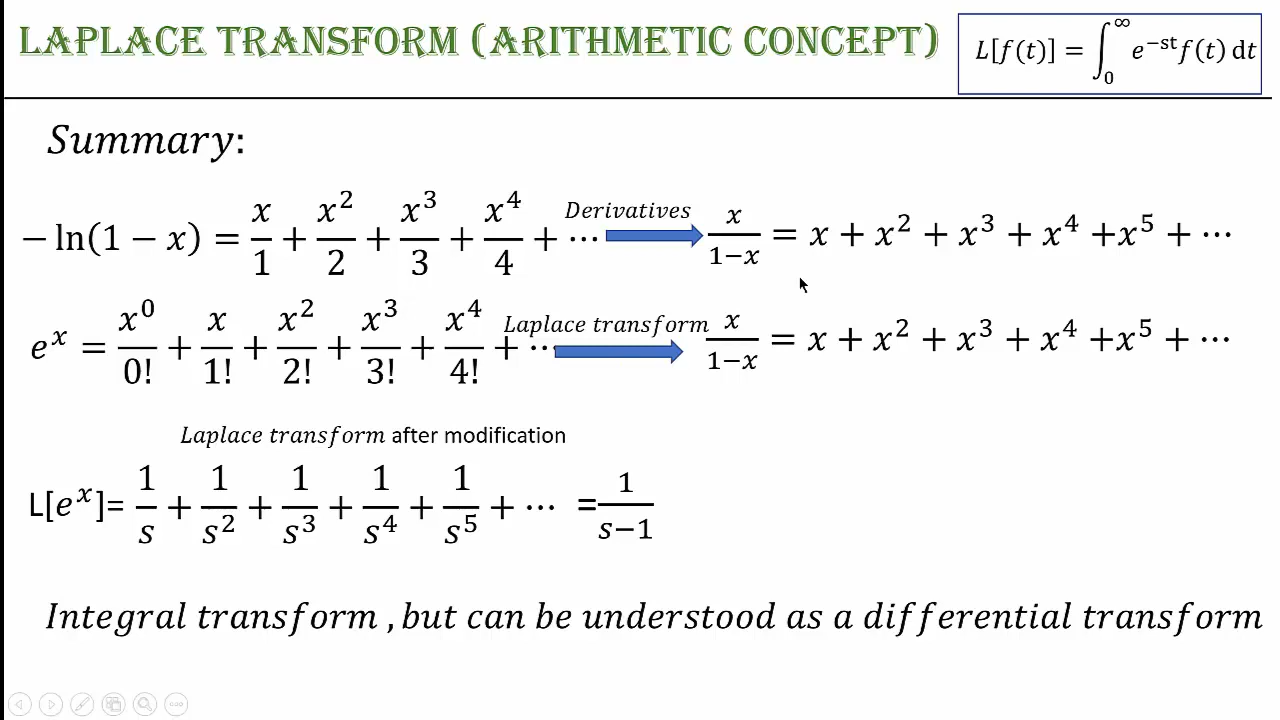 LAPLACE TRANSFORM (ARITHMETIC CONCEPT)
L[f(t)] = ∫₀^∞ e^{−st} f(t) dt
Summary:
−ln(1 − x) = x/1 + x²/2 + x³/3 + x⁴/4 + ⋯ Derivatives x/(1−x) = x + x² + x³ + x⁴ +x⁵ + ⋯
eˣ = x⁰/0! + x/1! + x²/2! + x³/3! + x⁴/4! + ⋯ Laplace transform x/(1−x) = x + x² + x³ + x⁴ +x⁵ + ⋯
Laplace transform after modification
L[eˣ]= 1/s + 1/s² + 1/s³ + 1/s⁴ + 1/s⁵ + ⋯ = 1/(s−1)
Integral transform , but can be understood as a differential transform